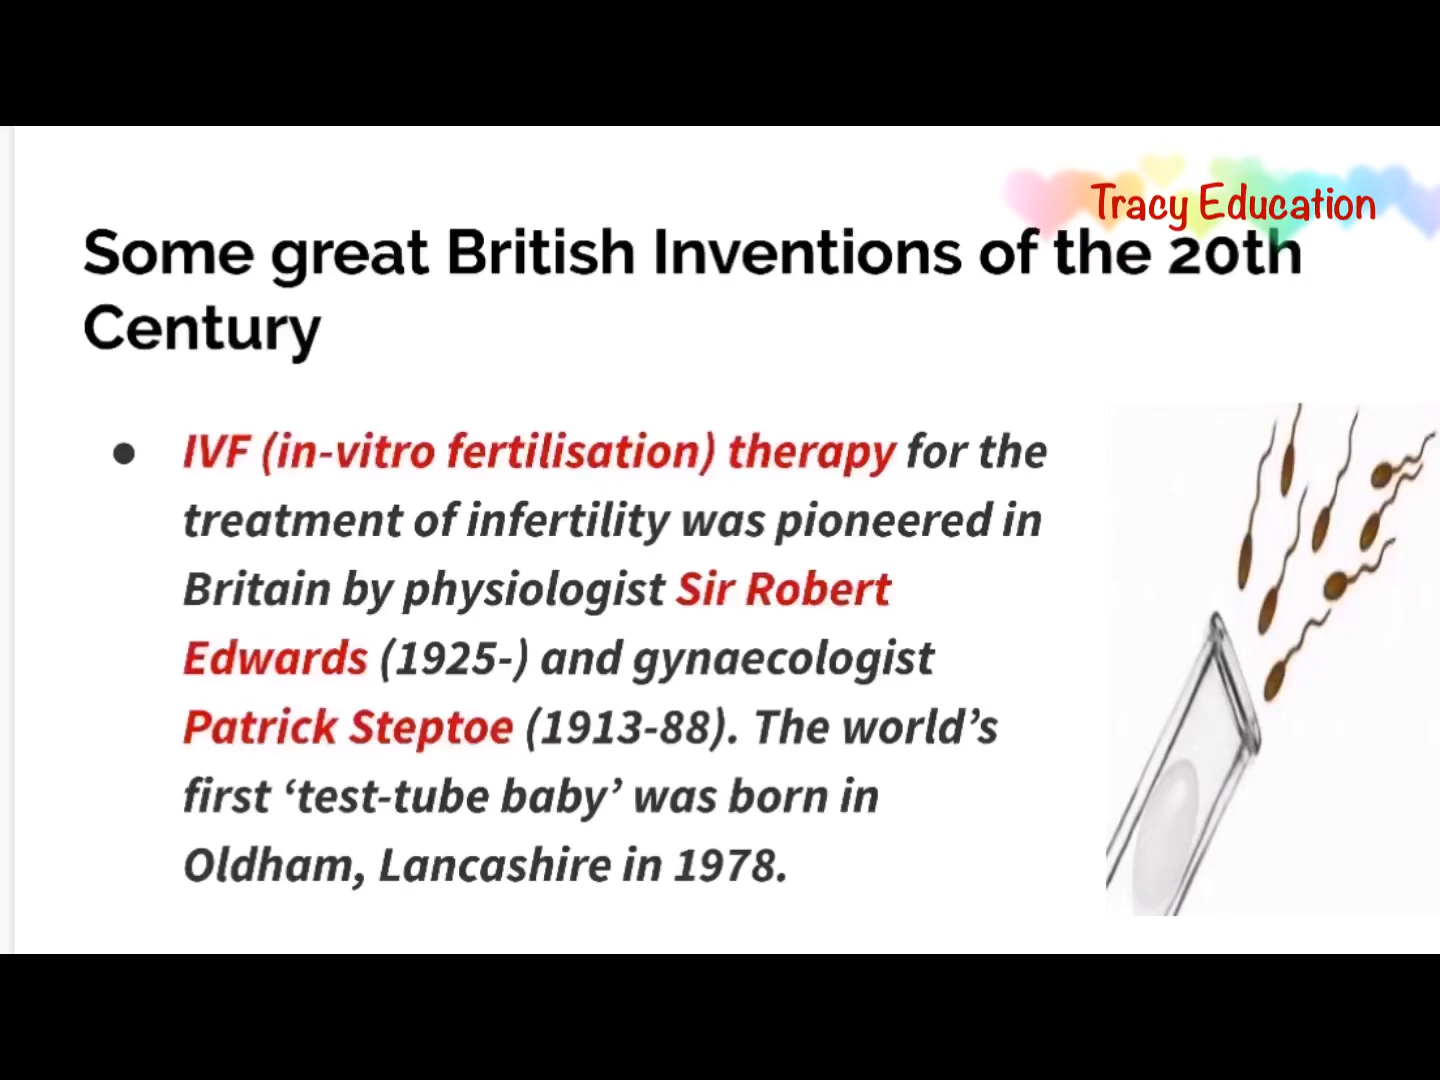 Tracy Education
Some great British Inventions of the 20th
Century
● IVF (in-vitro fertilisation) therapy for the
treatment of infertility was pioneered in
Britain by physiologist Sir Robert
Edwards (1925-) and gynaecologist
Patrick Steptoe (1913-88). The world’s
first ‘test-tube baby’ was born in
Oldham, Lancashire in 1978.